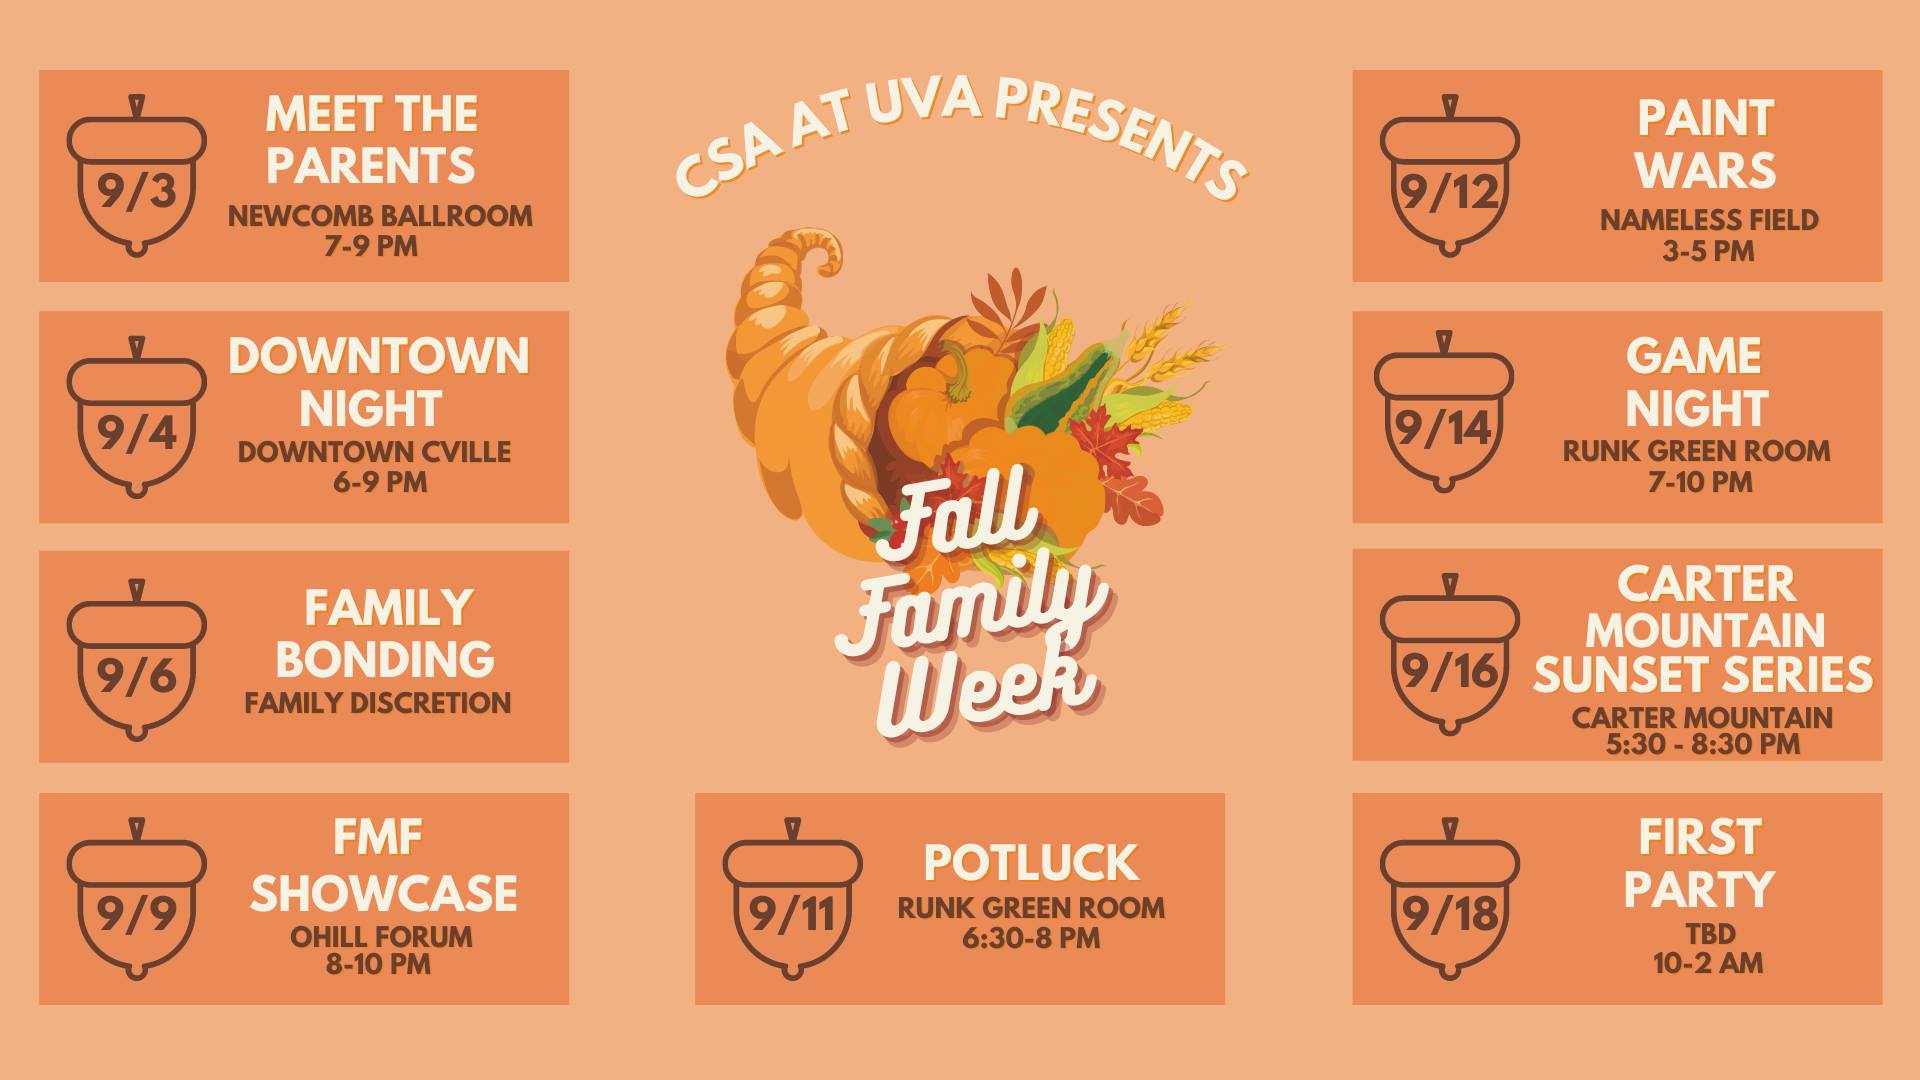 CSA AT UVA PRESENTS
Fall
Family
Week
9/3
MEET THE
PARENTS
NEWCOMB BALLROOM
7-9 PM
9/4
DOWNTOWN
NIGHT
DOWNTOWN CVILLE
6-9 PM
9/6
FAMILY
BONDING
FAMILY DISCRETION
9/9
FMF
SHOWCASE
OHILL FORUM
8-10 PM
9/11
POTLUCK
RUNK GREEN ROOM
6:30-8 PM
9/12
PAINT
WARS
NAMELESS FIELD
3-5 PM
9/14
GAME
NIGHT
RUNK GREEN ROOM
7-10 PM
9/16
CARTER
MOUNTAIN
SUNSET SERIES
CARTER MOUNTAIN
5:30 - 8:30 PM
9/18
FIRST
PARTY
TBD
10-2 AM